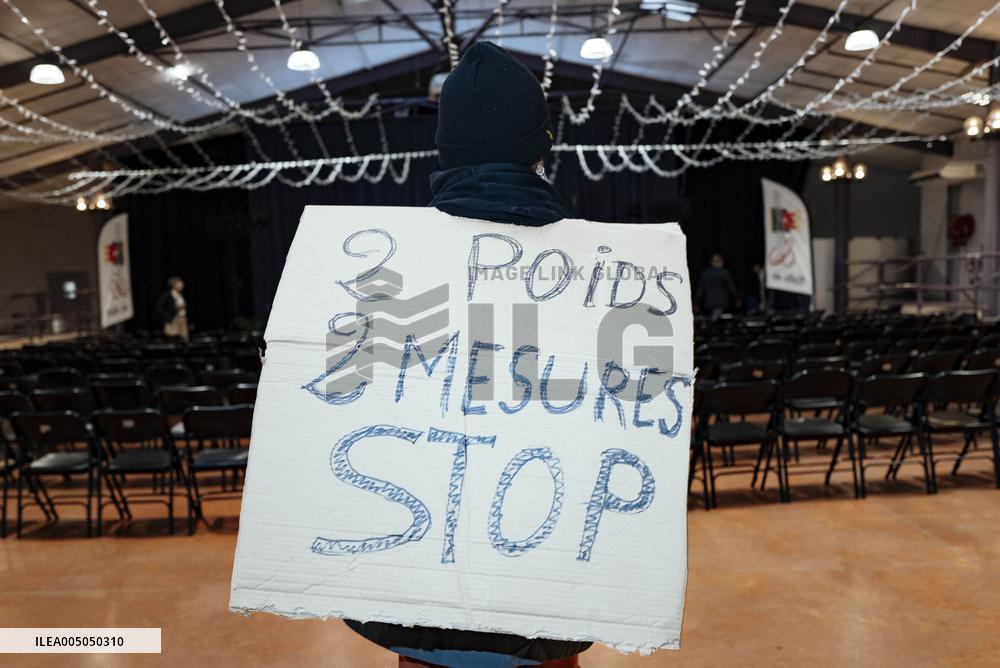 2 POiDS
2 MESURES
STOP
IMAGE LINK GLOBAL
ILG
ILEA005050310